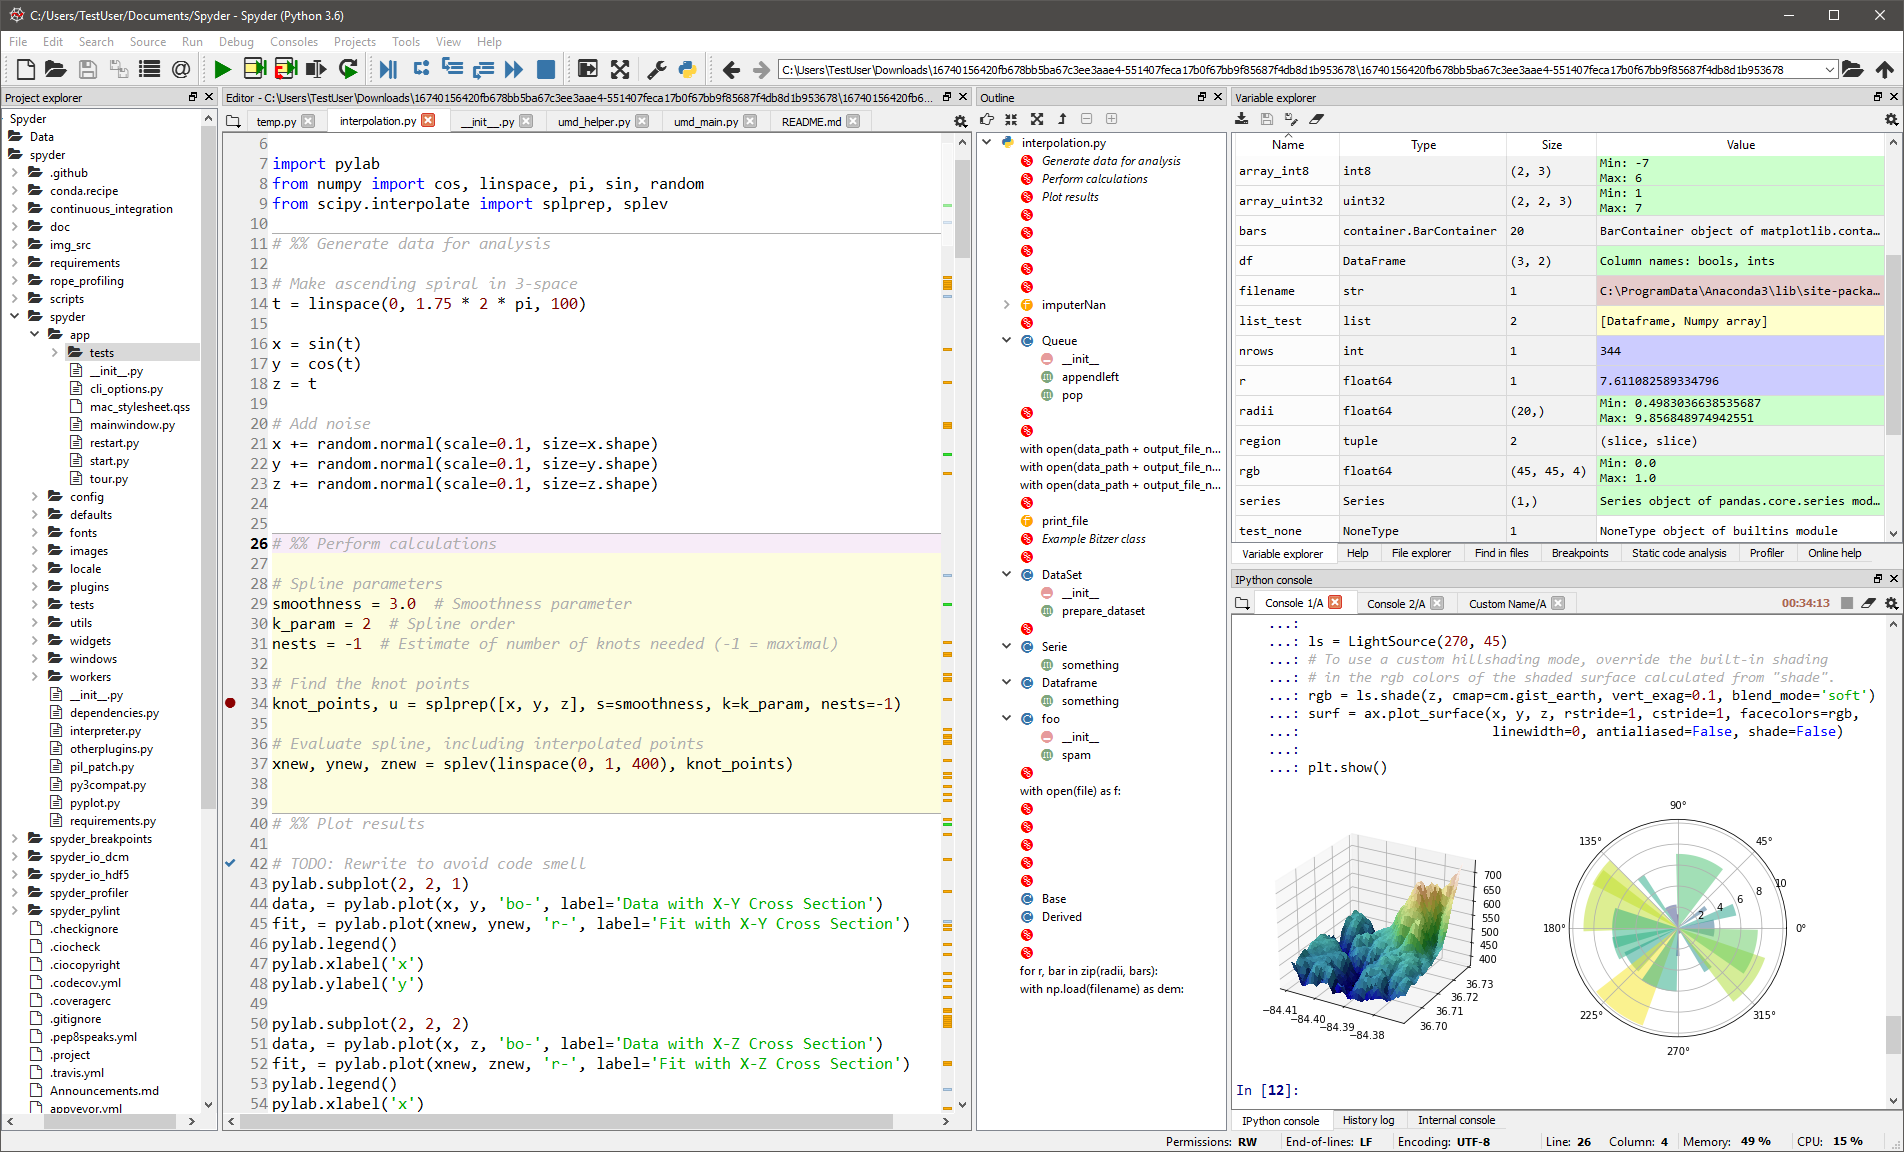 C:/Users/TestUser/Documents/Spyder - Spyder (Python 3.6)
File Edit Search Source Run Debug Consoles Projects Tools View Help
C:\Users\TestUser\Downloads\16740156420fb678bb5ba67c3ee3aae4-551407feca17b0f67bb9f85687f4db8d1b953678\16740156420fb678bb5ba67c3ee3aae4-551407feca17b0f67bb9f85687f4db8d1b953678
Project explorer
Spyder
Data
spyder
.github
conda.recipe
continuous_integration
doc
img_src
requirements
rope_profiling
scripts
spyder
app
tests
__init__.py
cli_options.py
mac_stylesheet.qss
mainwindow.py
restart.py
start.py
tour.py
config
defaults
fonts
images
locale
plugins
tests
utils
widgets
windows
workers
__init__.py
dependencies.py
interpreter.py
otherplugins.py
pil_patch.py
py3compat.py
pyplot.py
requirements.py
spyder_breakpoints
spyder_io_dcm
spyder_io_hdf5
spyder_profiler
spyder_pylint
.checkignore
.ciocheck
.ciocopyright
.codecov.yml
.coveragerc
.gitignore
.pep8speaks.yml
.project
.travis.yml
Announcements.md
appveyor.yml
Editor - C:\Users\TestUser\Downloads\16740156420fb678bb5ba67c3ee3aae4-551407feca17b0f67bb9f85687f4db8d1b953678\16740156420fb6...
temp.py interpolation.py __init__.py umd_helper.py umd_main.py README.md
6
7 import pylab
8 from numpy import cos, linspace, pi, sin, random
9 from scipy.interpolate import splprep, splev
10
11 # %% Generate data for analysis
12
13 # Make ascending spiral in 3-space
14 t = linspace(0, 1.75 * 2 * pi, 100)
15
16 x = sin(t)
17 y = cos(t)
18 z = t
19
20 # Add noise
21 x += random.normal(scale=0.1, size=x.shape)
22 y += random.normal(scale=0.1, size=y.shape)
23 z += random.normal(scale=0.1, size=z.shape)
24
25
26 # %% Perform calculations
27
28 # Spline parameters
29 smoothness = 3.0  # Smoothness parameter
30 k_param = 2  # Spline order
31 nests = -1  # Estimate of number of knots needed (-1 = maximal)
32
33 # Find the knot points
34 knot_points, u = splprep([x, y, z], s=smoothness, k=k_param, nests=-1)
35
36 # Evaluate spline, including interpolated points
37 xnew, ynew, znew = splev(linspace(0, 1, 400), knot_points)
38
39
40 # %% Plot results
41
42 # TODO: Rewrite to avoid code smell
43 pylab.subplot(2, 2, 1)
44 data, = pylab.plot(x, y, 'bo-', label='Data with X-Y Cross Section')
45 fit, = pylab.plot(xnew, ynew, 'r-', label='Fit with X-Y Cross Section')
46 pylab.legend()
47 pylab.xlabel('x')
48 pylab.ylabel('y')
49
50 pylab.subplot(2, 2, 2)
51 data, = pylab.plot(x, z, 'bo-', label='Data with X-Z Cross Section')
52 fit, = pylab.plot(xnew, znew, 'r-', label='Fit with X-Z Cross Section')
53 pylab.legend()
54 pylab.xlabel('x')
Outline
interpolation.py
Generate data for analysis
Perform calculations
Plot results
imputerNan
Queue
__init__
appendleft
pop
with open(data_path + output_file_n...
with open(data_path + output_file_n...
with open(data_path + output_file_n...
print_file
Example Bitzer class
DataSet
__init__
prepare_dataset
Serie
something
Dataframe
something
foo
__init__
spam
with open(file) as f:
Base
Derived
for r, bar in zip(radii, bars):
with np.load(filename) as dem:
Variable explorer
Name Type Size Value
array_int8 int8 (2, 3) Min: -7
Max: 6
array_uint32 uint32 (2, 2, 3) Min: 1
Max: 7
bars container.BarContainer 20 BarContainer object of matplotlib.conta...
df DataFrame (3, 2) Column names: bools, ints
filename str 1 C:\ProgramData\Anaconda3\lib\site-packa...
list_test list 2 [Dataframe, Numpy array]
nrows int 1 344
r float64 1 7.611082589334796
radii float64 (20,) Min: 0.4983036638535687
Max: 9.856848974942551
region tuple 2 (slice, slice)
rgb float64 (45, 45, 4) Min: 0.0
Max: 1.0
series Series (1,) Series object of pandas.core.series mod...
test_none NoneType 1 NoneType object of builtins module
Variable explorer Help File explorer Find in files Breakpoints Static code analysis Profiler Online help
IPython console
Console 1/A Console 2/A Custom Name/A 00:34:13
...:
...: ls = LightSource(270, 45)
...: # To use a custom hillshading mode, override the built-in shading
...: # in the rgb colors of the shaded surface calculated from "shade".
...: rgb = ls.shade(z, cmap=cm.gist_earth, vert_exag=0.1, blend_mode='soft')
...: surf = ax.plot_surface(x, y, z, rstride=1, cstride=1, facecolors=rgb,
...: linewidth=0, antialiased=False, shade=False)
...:
...: plt.show()
700
650
600
550
500
450
400
36.73
36.72
36.71
36.70
−84.41
−84.40
−84.39
−84.38
90°
135° 45°
10
8
6
4
2
180° 0°
225° 315°
270°
In [12]:
IPython console History log Internal console
Permissions: RW End-of-lines: LF Encoding: UTF-8 Line: 26 Column: 4 Memory: 49 % CPU: 15 %